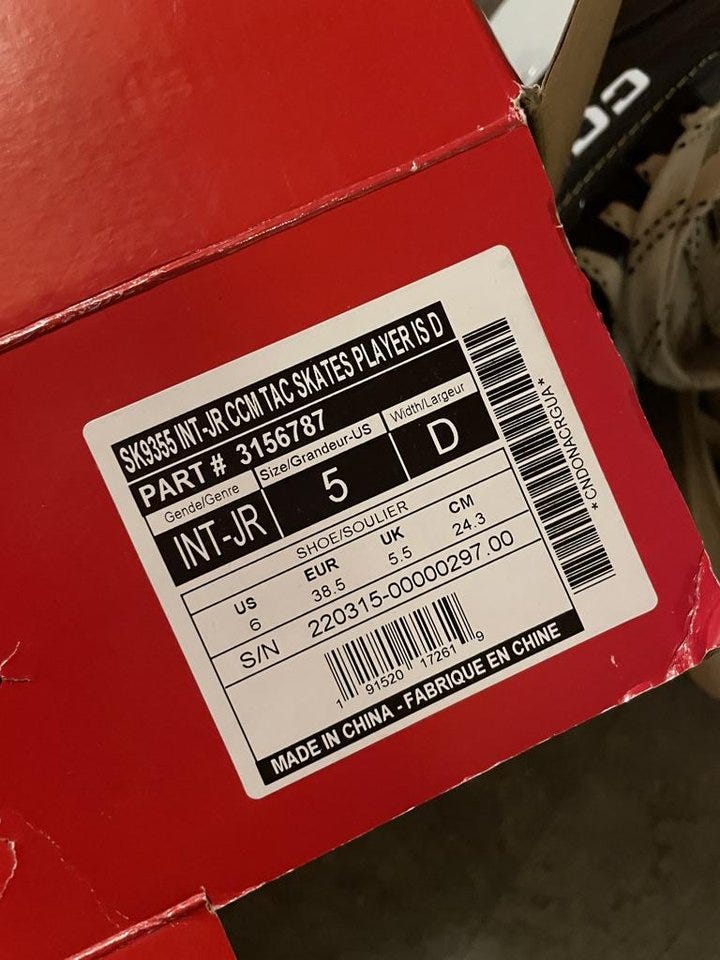 SK9355 INT-JR CCM TAC SKATES PLAYER IS D
PART # 3156787
Gende/Genre Size/Grandeur-US Width/Largeur
INT-JR 5 D
SHOE/SOULIER
US EUR UK CM
6 38.5 5.5 24.3
S/N 220315-00000297.00
1 91520 17261 9
MADE IN CHINA - FABRIQUE EN CHINE
*CNDONACRGUA*